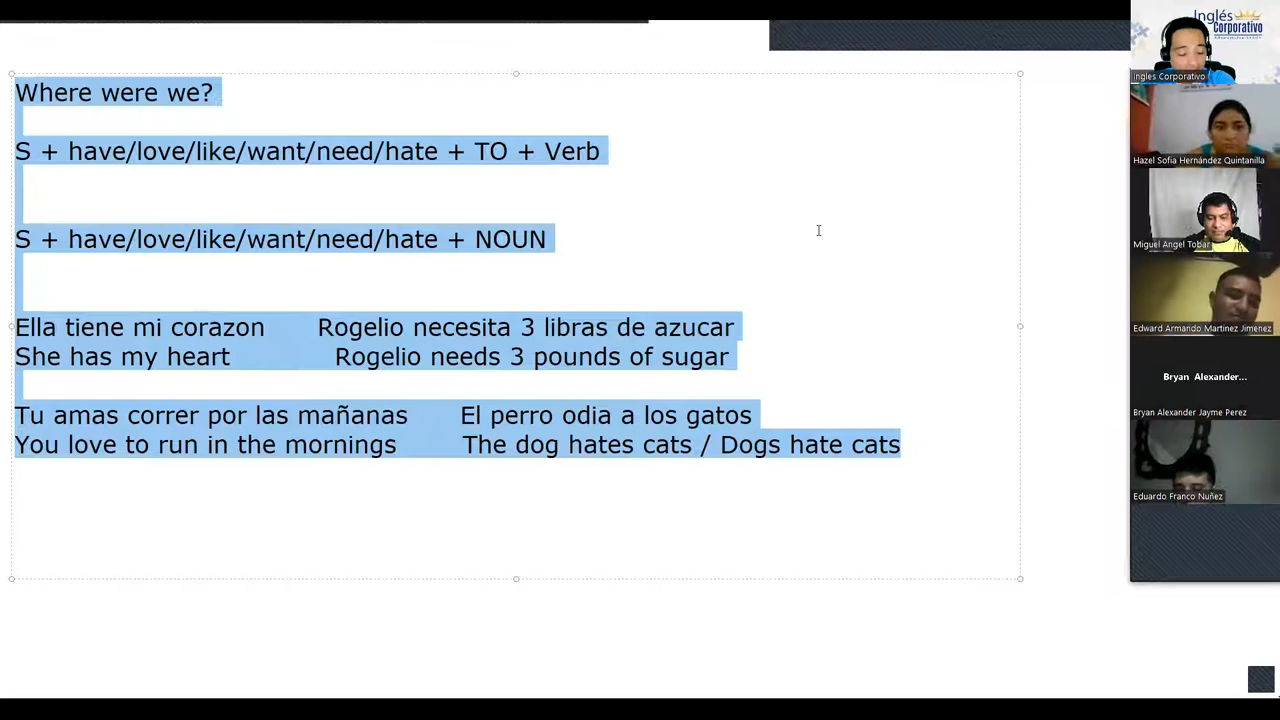 Where were we?
S + have/love/like/want/need/hate + TO + Verb
S + have/love/like/want/need/hate + NOUN
Ella tiene mi corazon Rogelio necesita 3 libras de azucar
She has my heart Rogelio needs 3 pounds of sugar
Tu amas correr por las mañanas El perro odia a los gatos
You love to run in the mornings The dog hates cats / Dogs hate cats
Inglés
Corporativo
Ingles Corporativo
Hazel Sofia Hernández Quintanilla
Miguel Angel Tobar
Edward Armando Martinez Jimenez
Bryan Alexander...
Bryan Alexander Jayme Perez
Eduardo Franco Nuñez